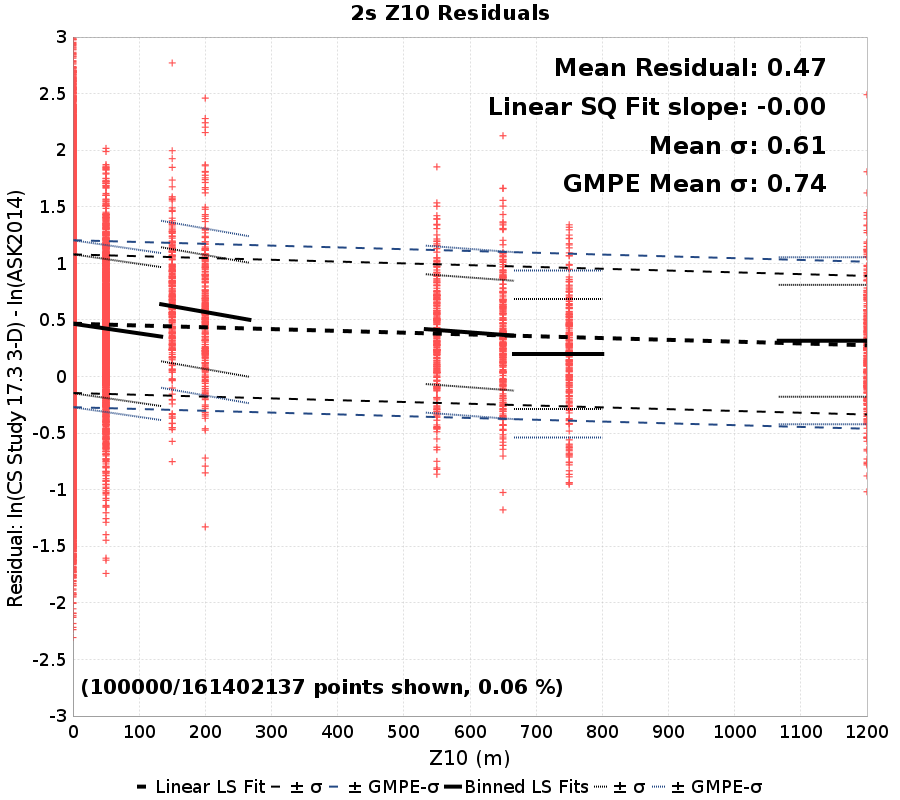 2s Z10 Residuals
Mean Residual: 0.47
Linear SQ Fit slope: -0.00
Mean σ: 0.61
GMPE Mean σ: 0.74
Residual: ln(CS Study 17.3 3-D) - ln(ASK2014)
3
2.5
2
1.5
1
0.5
0
-0.5
-1
-1.5
-2
-2.5
-3
(100000/161402137 points shown, 0.06 %)
0 100 200 300 400 500 600 700 800 900 1000 1100 1200
Z10 (m)
Linear LS Fit ± σ ± GMPE-σ Binned LS Fits ± σ ± GMPE-σ